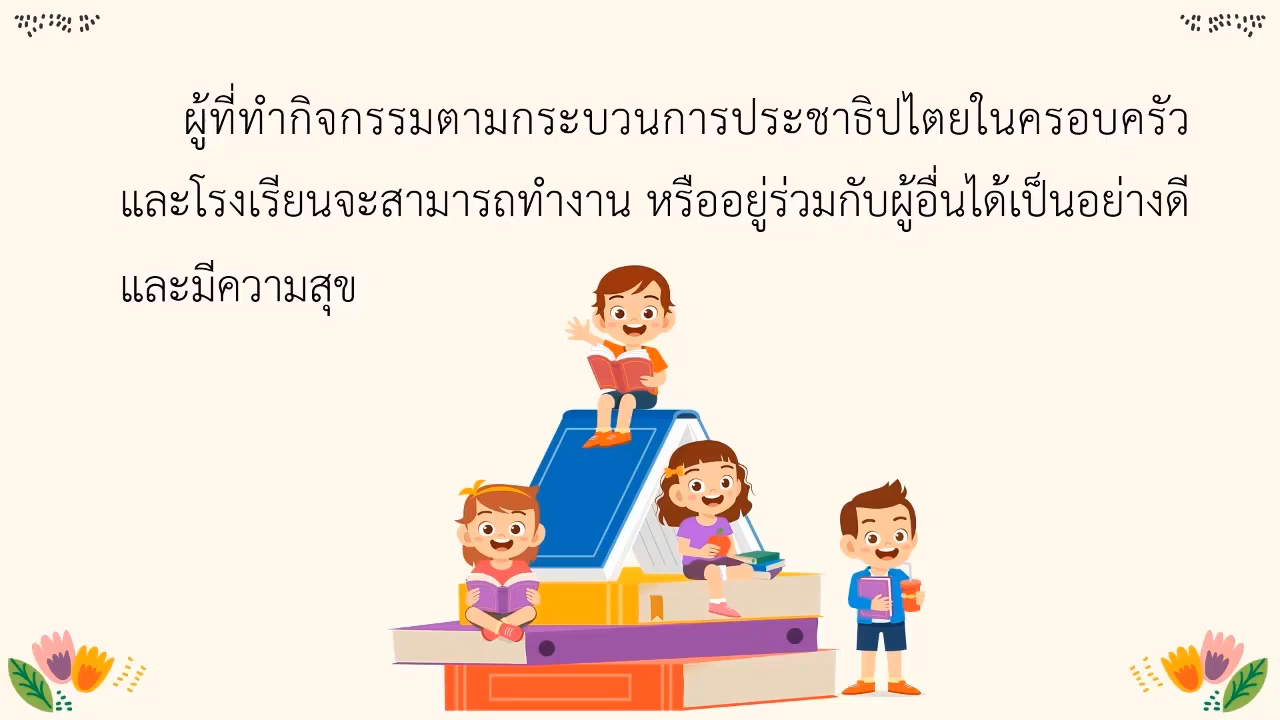 ผู้ที่ทำกิจกรรมตามกระบวนการประชาธิปไตยในครอบครัว
และโรงเรียนจะสามารถทำงาน หรืออยู่ร่วมกับผู้อื่นได้เป็นอย่างดี
และมีความสุข